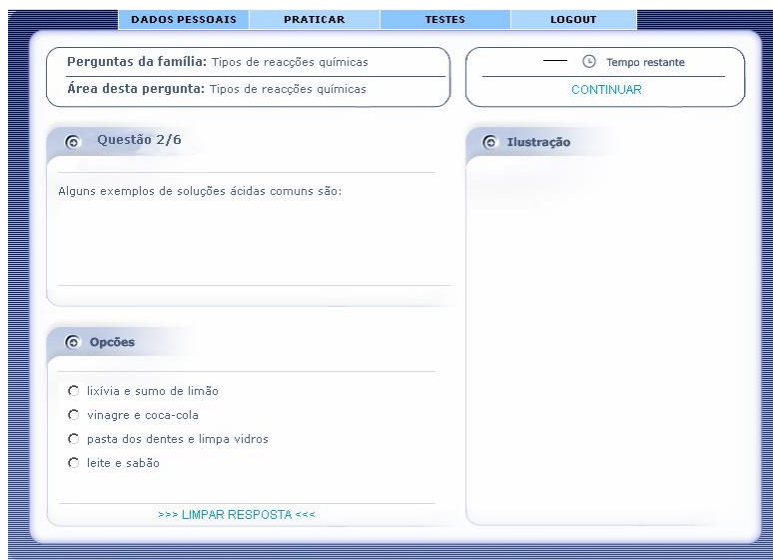 DADOS PESSOAIS PRATICAR TESTES LOGOUT
Perguntas da família: Tipos de reacções químicas
Área desta pergunta: Tipos de reacções químicas
Tempo restante
CONTINUAR
Questão 2/6
Alguns exemplos de soluções ácidas comuns são:
Ilustração
Opcões
lixívia e sumo de limão
vinagre e coca-cola
pasta dos dentes e limpa vidros
leite e sabão
>>> LIMPAR RESPOSTA <<<